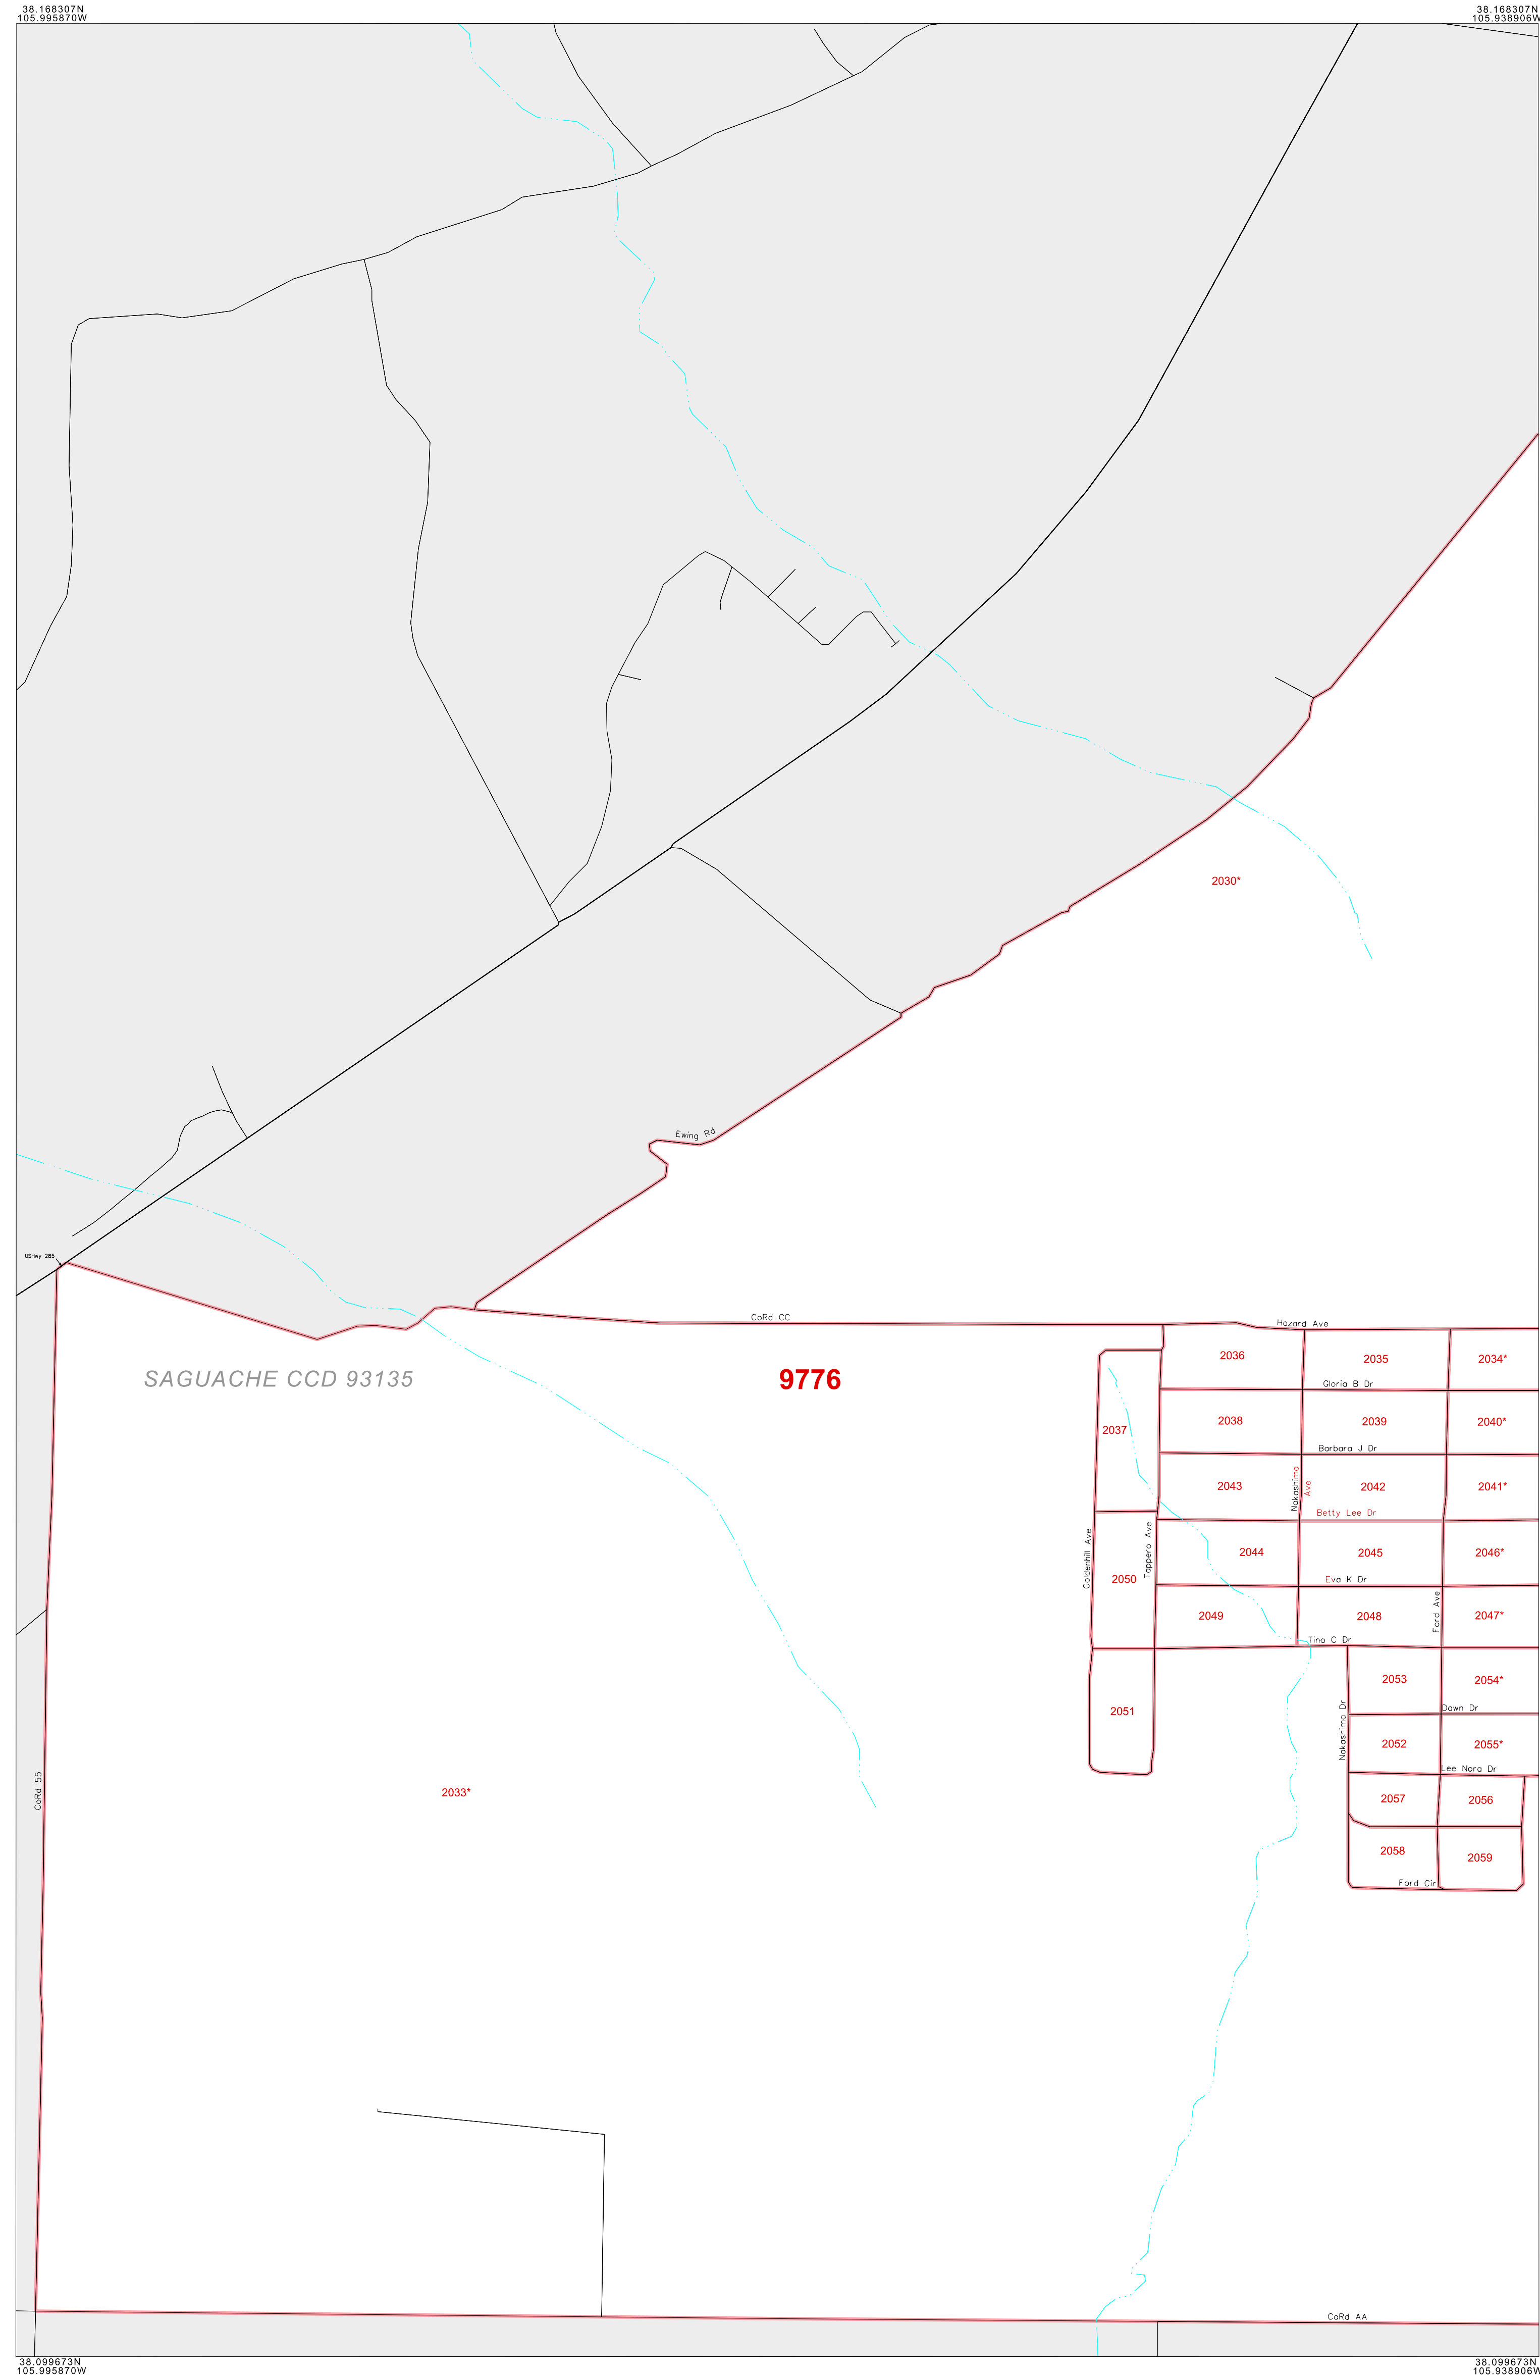 38.168307N
105.995870W
38.168307N
105.938906W
2030*
Ewing Rd
USHwy 285
CoRd CC
Hazard Ave
SAGUACHE CCD 93135
9776
2036
2035
2034*
Gloria B Dr
2037
2038
2039
2040*
Barbara J Dr
2043
Nakashima
Ave
2042
2041*
Betty Lee Dr
Goldenhill Ave
Tappero Ave
2044
2045
2046*
2050
Eva K Dr
2049
2048
Ford Ave
2047*
Tina C Dr
2051
2053
2054*
Nakashima Dr
Dawn Dr
2052
2055*
Lee Nora Dr
CoRd 55
2033*
2057
2056
2058
2059
Ford Cir
CoRd AA
38.099673N
105.995870W
38.099673N
105.938906W